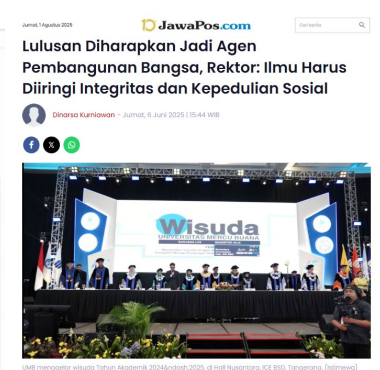 Jumat, 1 Agustus 2025
JawaPos.com
Cari berita
Lulusan Diharapkan Jadi Agen
Pembangunan Bangsa, Rektor: Ilmu Harus
Diiringi Integritas dan Kepedulian Sosial
Dinarsa Kurniawan - Jumat, 6 Juni 2025 | 15:44 WIB
Wisuda
UNIVERSITAS MERCU BUANA
UMB menggelar wisuda Tahun Akademik 2024&ndash;2025, di Hall Nusantara, ICE BSD, Tangerang. (Istimewa)